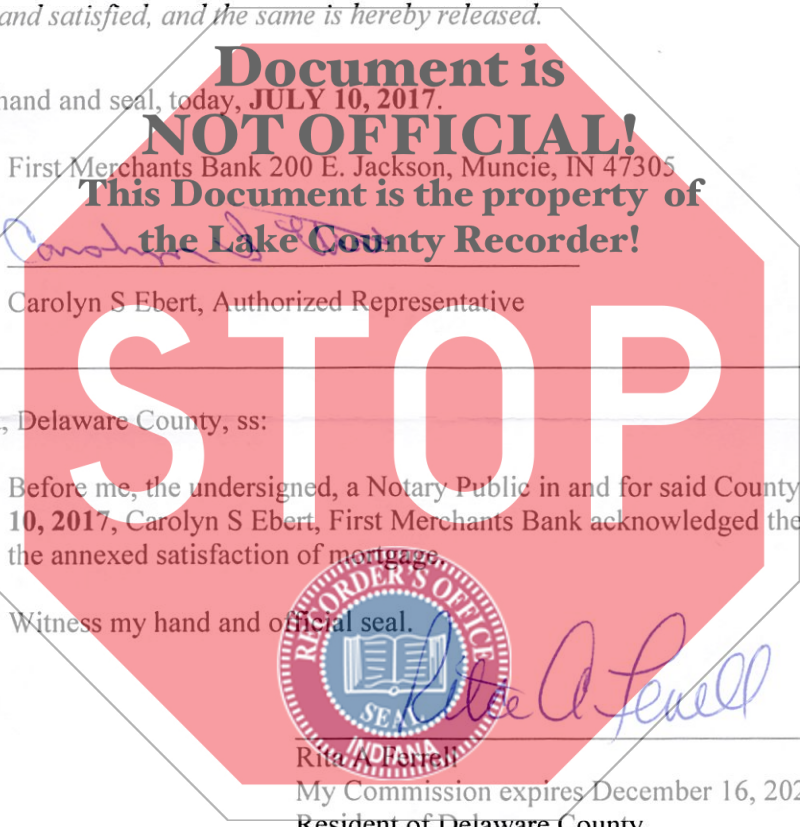 and satisfied, and the same is hereby released.
Document is
hand and seal, today, JULY 10, 2017.
NOT OFFICIAL!
First Merchants Bank 200 E. Jackson, Muncie, IN 47305
This Document is the property of
the Lake County Recorder!
Carolyn S Ebert, Authorized Representative
STOP
, Delaware County, ss:
Before me, the undersigned, a Notary Public in and for said County
10, 2017, Carolyn S Ebert, First Merchants Bank acknowledged the
the annexed satisfaction of mortgage.
RECORDER'S OFFICE
Witness my hand and official seal.
SEAL
INDIANA
Rita A Ferrell
Rita A Ferrell
My Commission expires December 16, 202
Resident of Delaware County